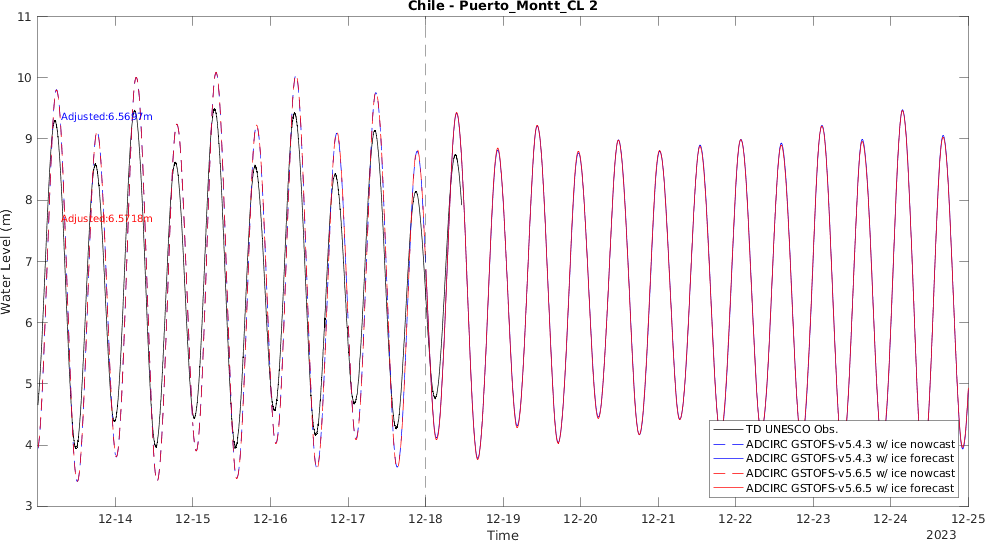 Chile - Puerto_Montt_CL 2
Water Level (m)
11
10
9
8
7
6
5
4
3
Adjusted:6.5697m
Adjusted:6.5718m
TD UNESCO Obs.
ADCIRC GSTOFS-v5.4.3 w/ ice nowcast
ADCIRC GSTOFS-v5.4.3 w/ ice forecast
ADCIRC GSTOFS-v5.6.5 w/ ice nowcast
ADCIRC GSTOFS-v5.6.5 w/ ice forecast
12-14 12-15 12-16 12-17 12-18 12-19 12-20 12-21 12-22 12-23 12-24 12-25
Time
2023